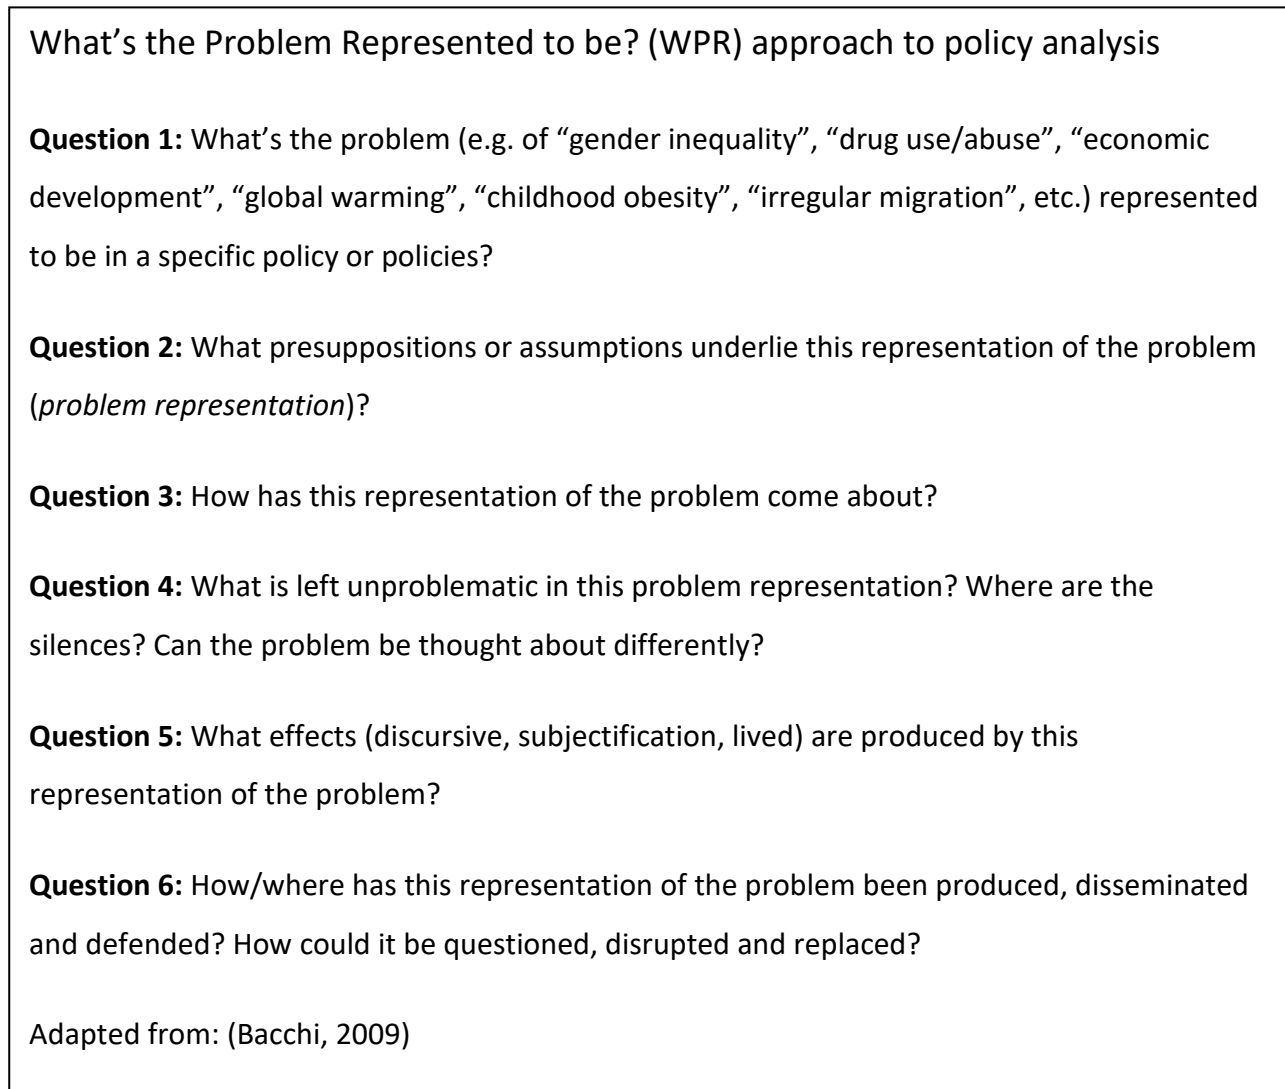 What’s the Problem Represented to be? (WPR) approach to policy analysis
Question 1: What’s the problem (e.g. of “gender inequality”, “drug use/abuse”, “economic
development”, “global warming”, “childhood obesity”, “irregular migration”, etc.) represented
to be in a specific policy or policies?
Question 2: What presuppositions or assumptions underlie this representation of the problem
(problem representation)?
Question 3: How has this representation of the problem come about?
Question 4: What is left unproblematic in this problem representation? Where are the
silences? Can the problem be thought about differently?
Question 5: What effects (discursive, subjectification, lived) are produced by this
representation of the problem?
Question 6: How/where has this representation of the problem been produced, disseminated
and defended? How could it be questioned, disrupted and replaced?
Adapted from: (Bacchi, 2009)